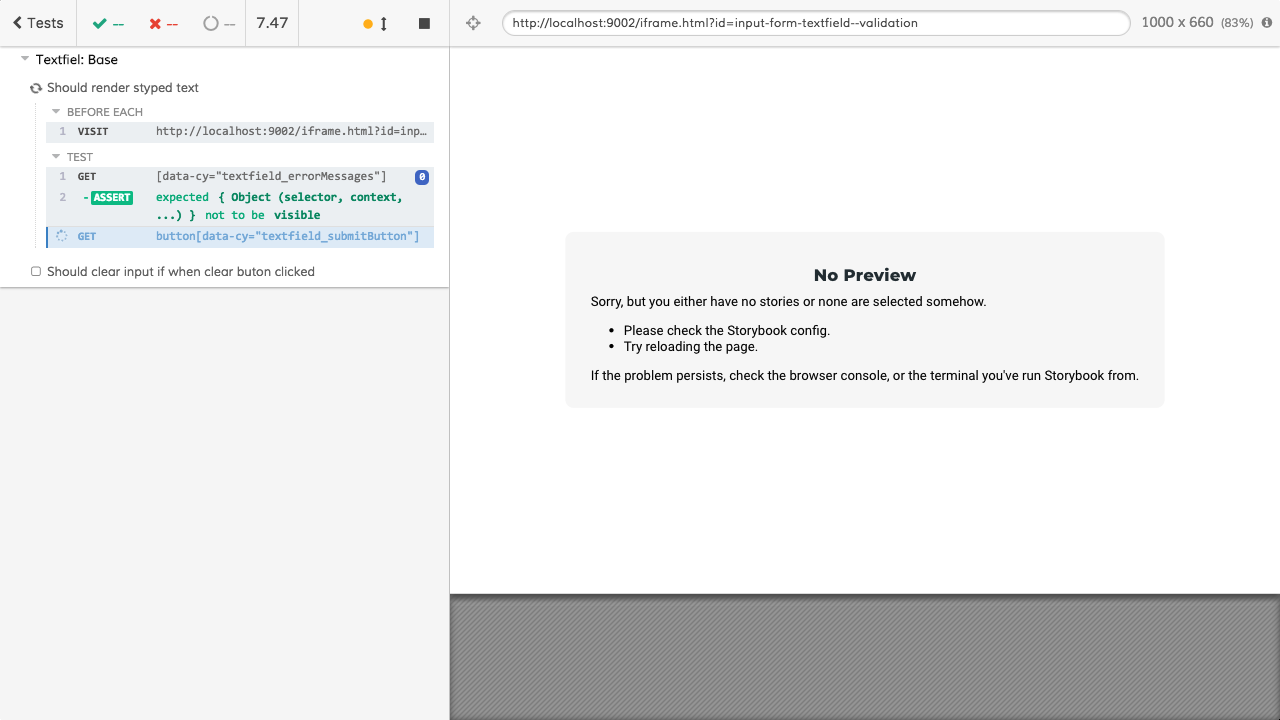 Tests
--
--
--
7.47
http://localhost:9002/iframe.html?id=input-form-textfield--validation
1000 x 660 (83%)
Textfiel: Base
Should render styped text
BEFORE EACH
1 VISIT http://localhost:9002/iframe.html?id=inp…
TEST
1 GET [data-cy="textfield_errorMessages"] 0
2 -ASSERT expected { Object (selector, context,
...) } not to be visible
GET button[data-cy="textfield_submitButton"]
Should clear input if when clear buton clicked
No Preview
Sorry, but you either have no stories or none are selected somehow.
• Please check the Storybook config.
• Try reloading the page.
If the problem persists, check the browser console, or the terminal you've run Storybook from.